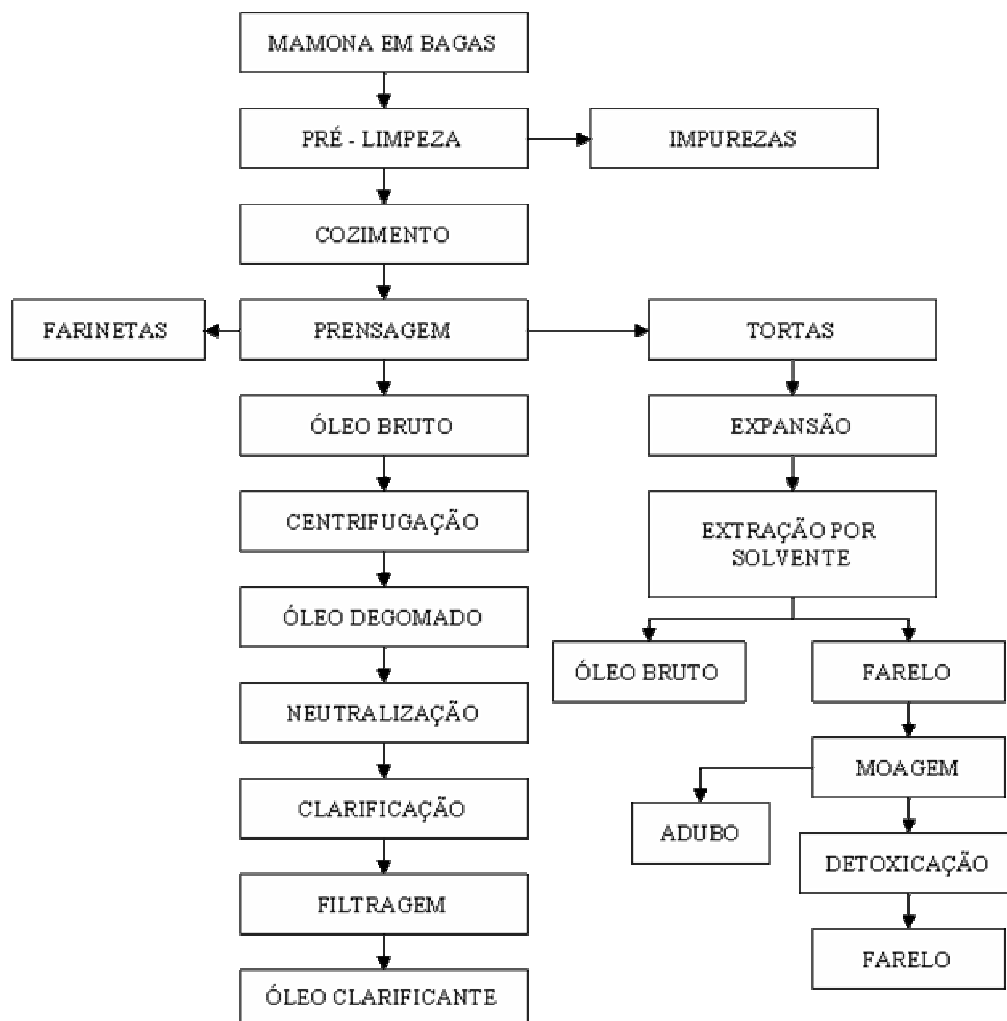 MAMONA EM BAGAS
PRÉ - LIMPEZA
IMPUREZAS
COZIMENTO
FARINETAS
PRENSAGEM
TORTAS
ÓLEO BRUTO
EXPANSÃO
CENTRIFUGAÇÃO
EXTRAÇÃO POR
SOLVENTE
ÓLEO DEGOMADO
ÓLEO BRUTO
FARELO
NEUTRALIZAÇÃO
MOAGEM
CLARIFICAÇÃO
ADUBO
DETOXICAÇÃO
FILTRAGEM
FARELO
ÓLEO CLARIFICANTE